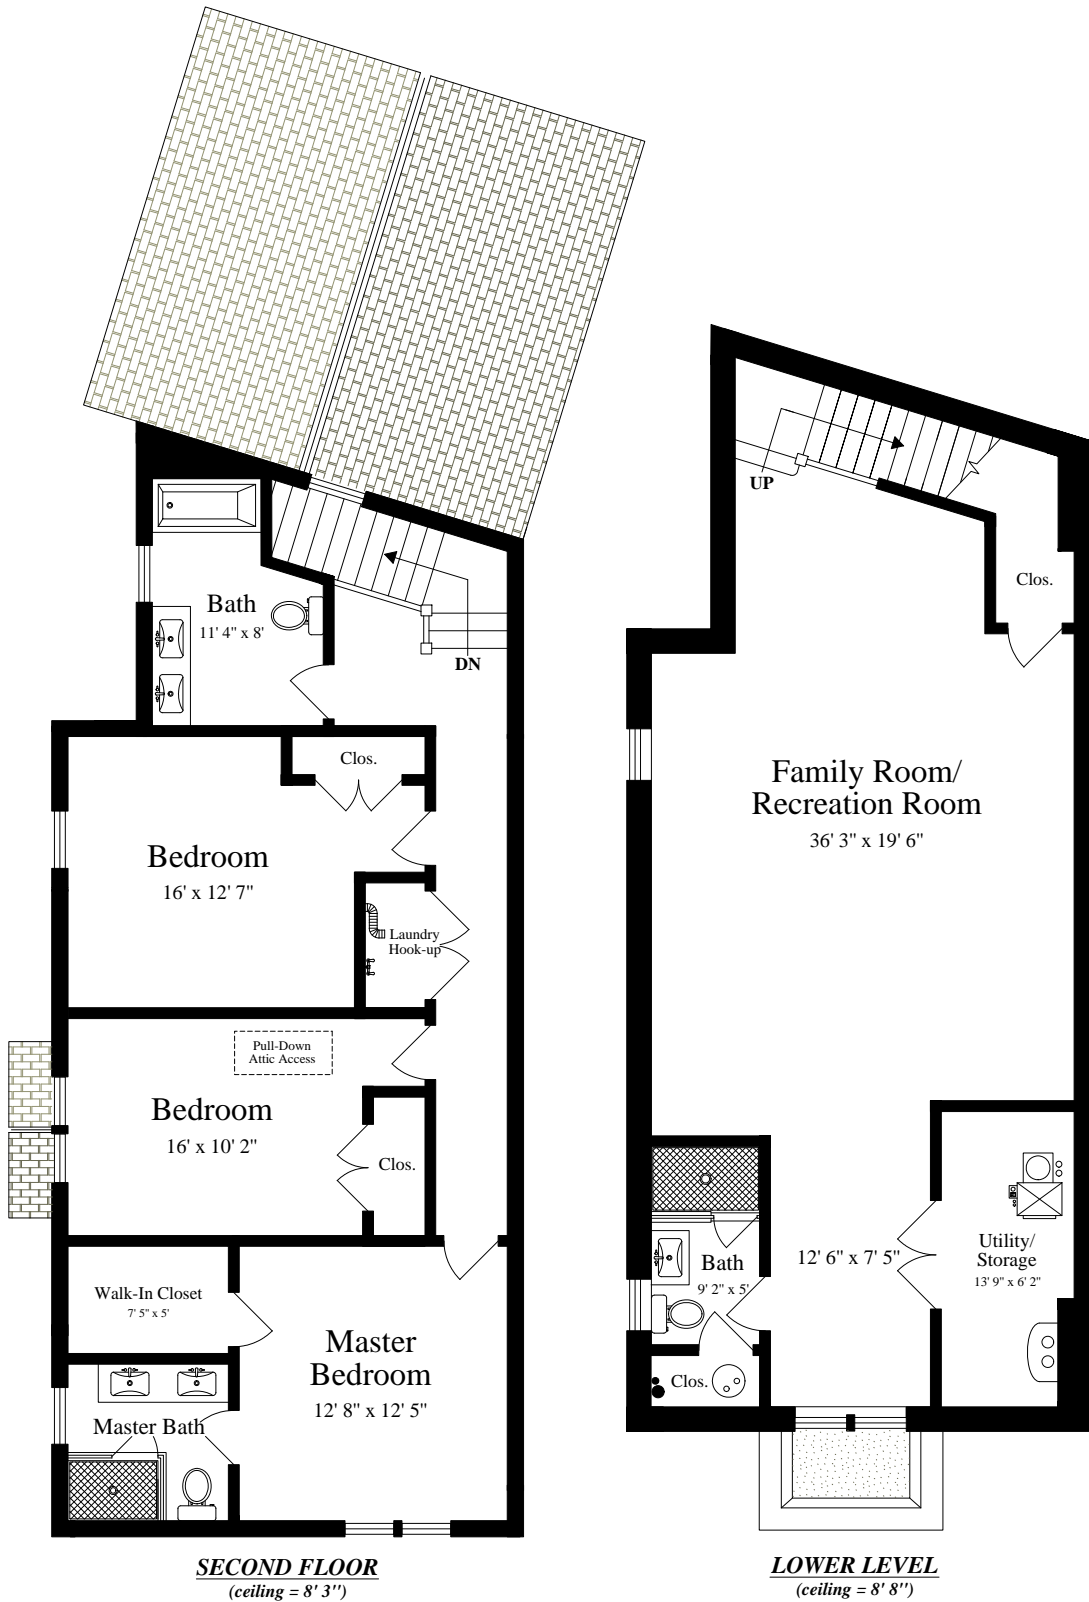 Bath
11' 4" x 8'
DN
Clos.
Bedroom
16' x 12' 7"
Laundry
Hook-up
Pull-Down
Attic Access
Bedroom
16' x 10' 2"
Clos.
Walk-In Closet
7' 5" x 5'
Master
Bedroom
12' 8" x 12' 5"
Master Bath
SECOND FLOOR
(ceiling = 8' 3")
UP
Clos.
Family Room/
Recreation Room
36' 3" x 19' 6"
Bath
9' 2" x 5'
12' 6" x 7' 5"
Utility/
Storage
13' 9" x 6' 2"
Clos.
LOWER LEVEL
(ceiling = 8' 8")